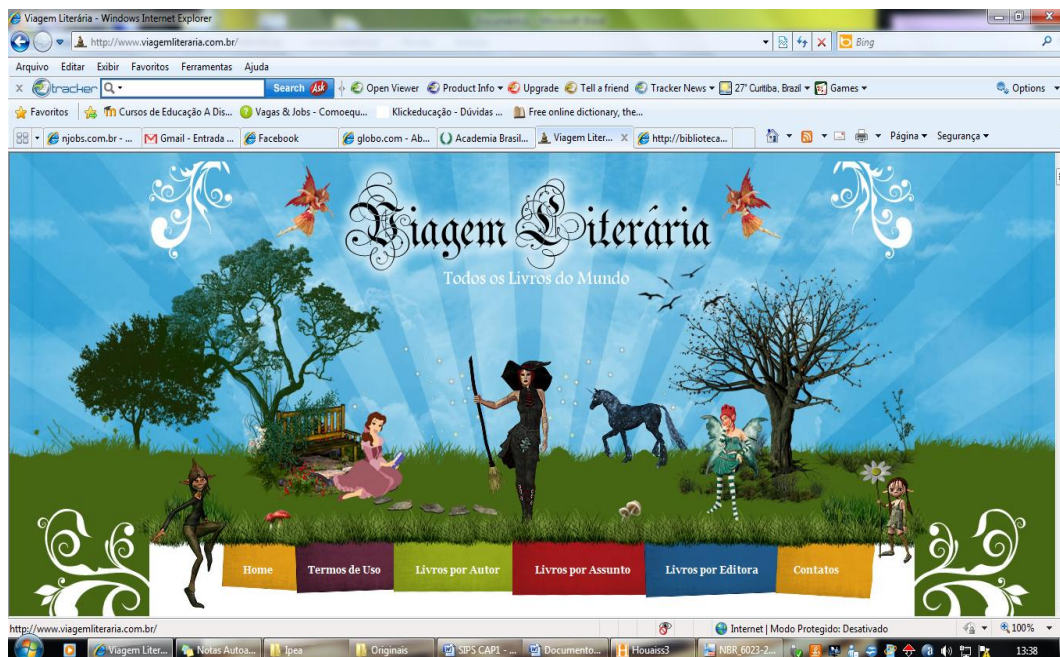 Viagem Literária - Windows Internet Explorer
http://www.viagemliteraria.com.br/
Bing
Arquivo Editar Exibir Favoritos Ferramentas Ajuda
tracker Search Open Viewer Product Info Upgrade Tell a friend Tracker News 27° Curitiba, Brazil Games Options
Favoritos Cursos de Educação A Dis... Vagas & Jobs - Comoequ... Klickeducação - Dúvidas ... Free online dictionary, the...
njobs.com.br - ... Gmail - Entrada ... Facebook globo.com - Ab... Academia Brasil... Viagem Liter... X http://biblioteca... Página Segurança
Viagem Literária
Todos os Livros do Mundo
Home Termos de Uso Livros por Autor Livros por Assunto Livros por Editora Contatos
http://www.viagemliteraria.com.br/ Internet | Modo Protegido: Desativado 100%
Viagem Liter... Notas Autoa... Ipea Originais SIPS CAP1 - ... Documento... Houaiss3 NBR_6023-2... 13:38